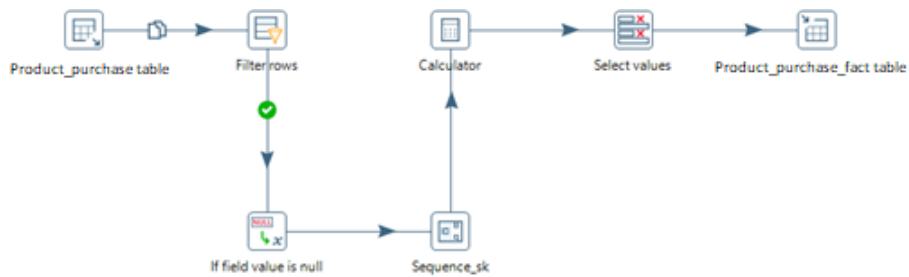 Product_purchase table
Filter rows
Calculator
Select values
Product_purchase_fact table
NULL
x
If field value is null
Sequence_sk